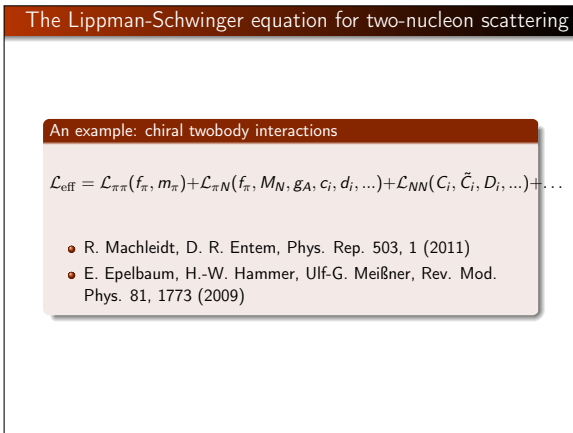 The Lippman-Schwinger equation for two-nucleon scattering
An example: chiral twobody interactions
ℒ_eff = ℒ_ππ(f_π, m_π)+ℒ_πN(f_π, M_N, g_A, c_i, d_i, ...)+ℒ_NN(C_i, C̃_i, D_i, ...)+...
R. Machleidt, D. R. Entem, Phys. Rep. 503, 1 (2011)
E. Epelbaum, H.-W. Hammer, Ulf-G. Meißner, Rev. Mod.
Phys. 81, 1773 (2009)